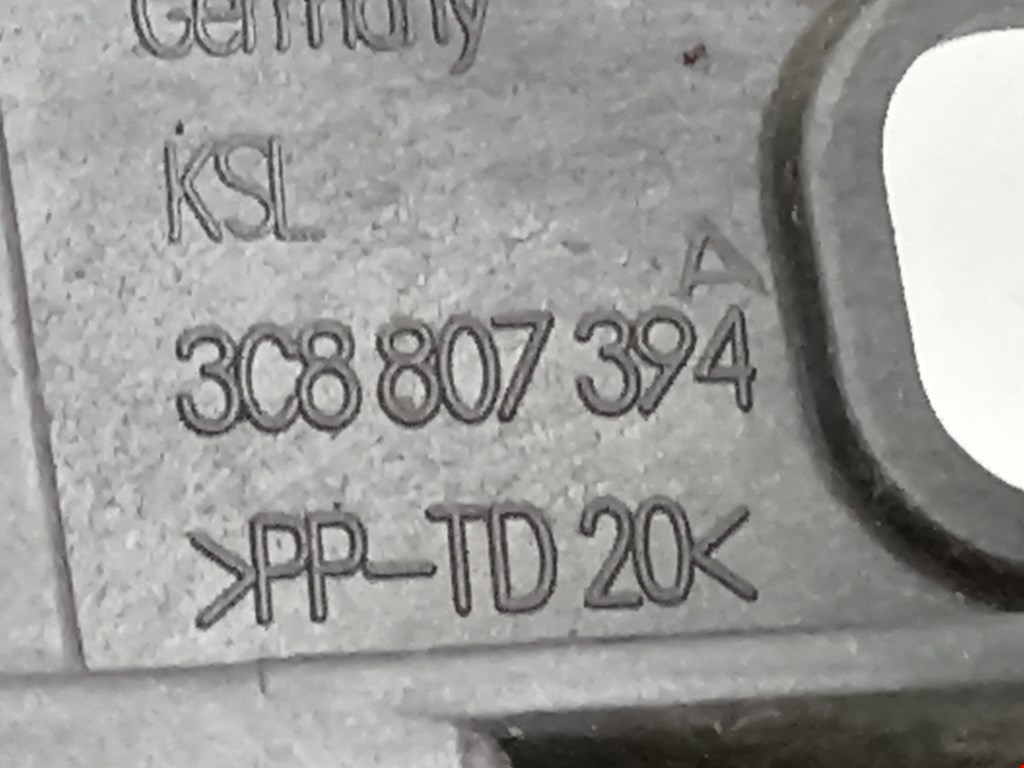 Germany
KSL
A
3C8 807 394
>PP-TD 20<